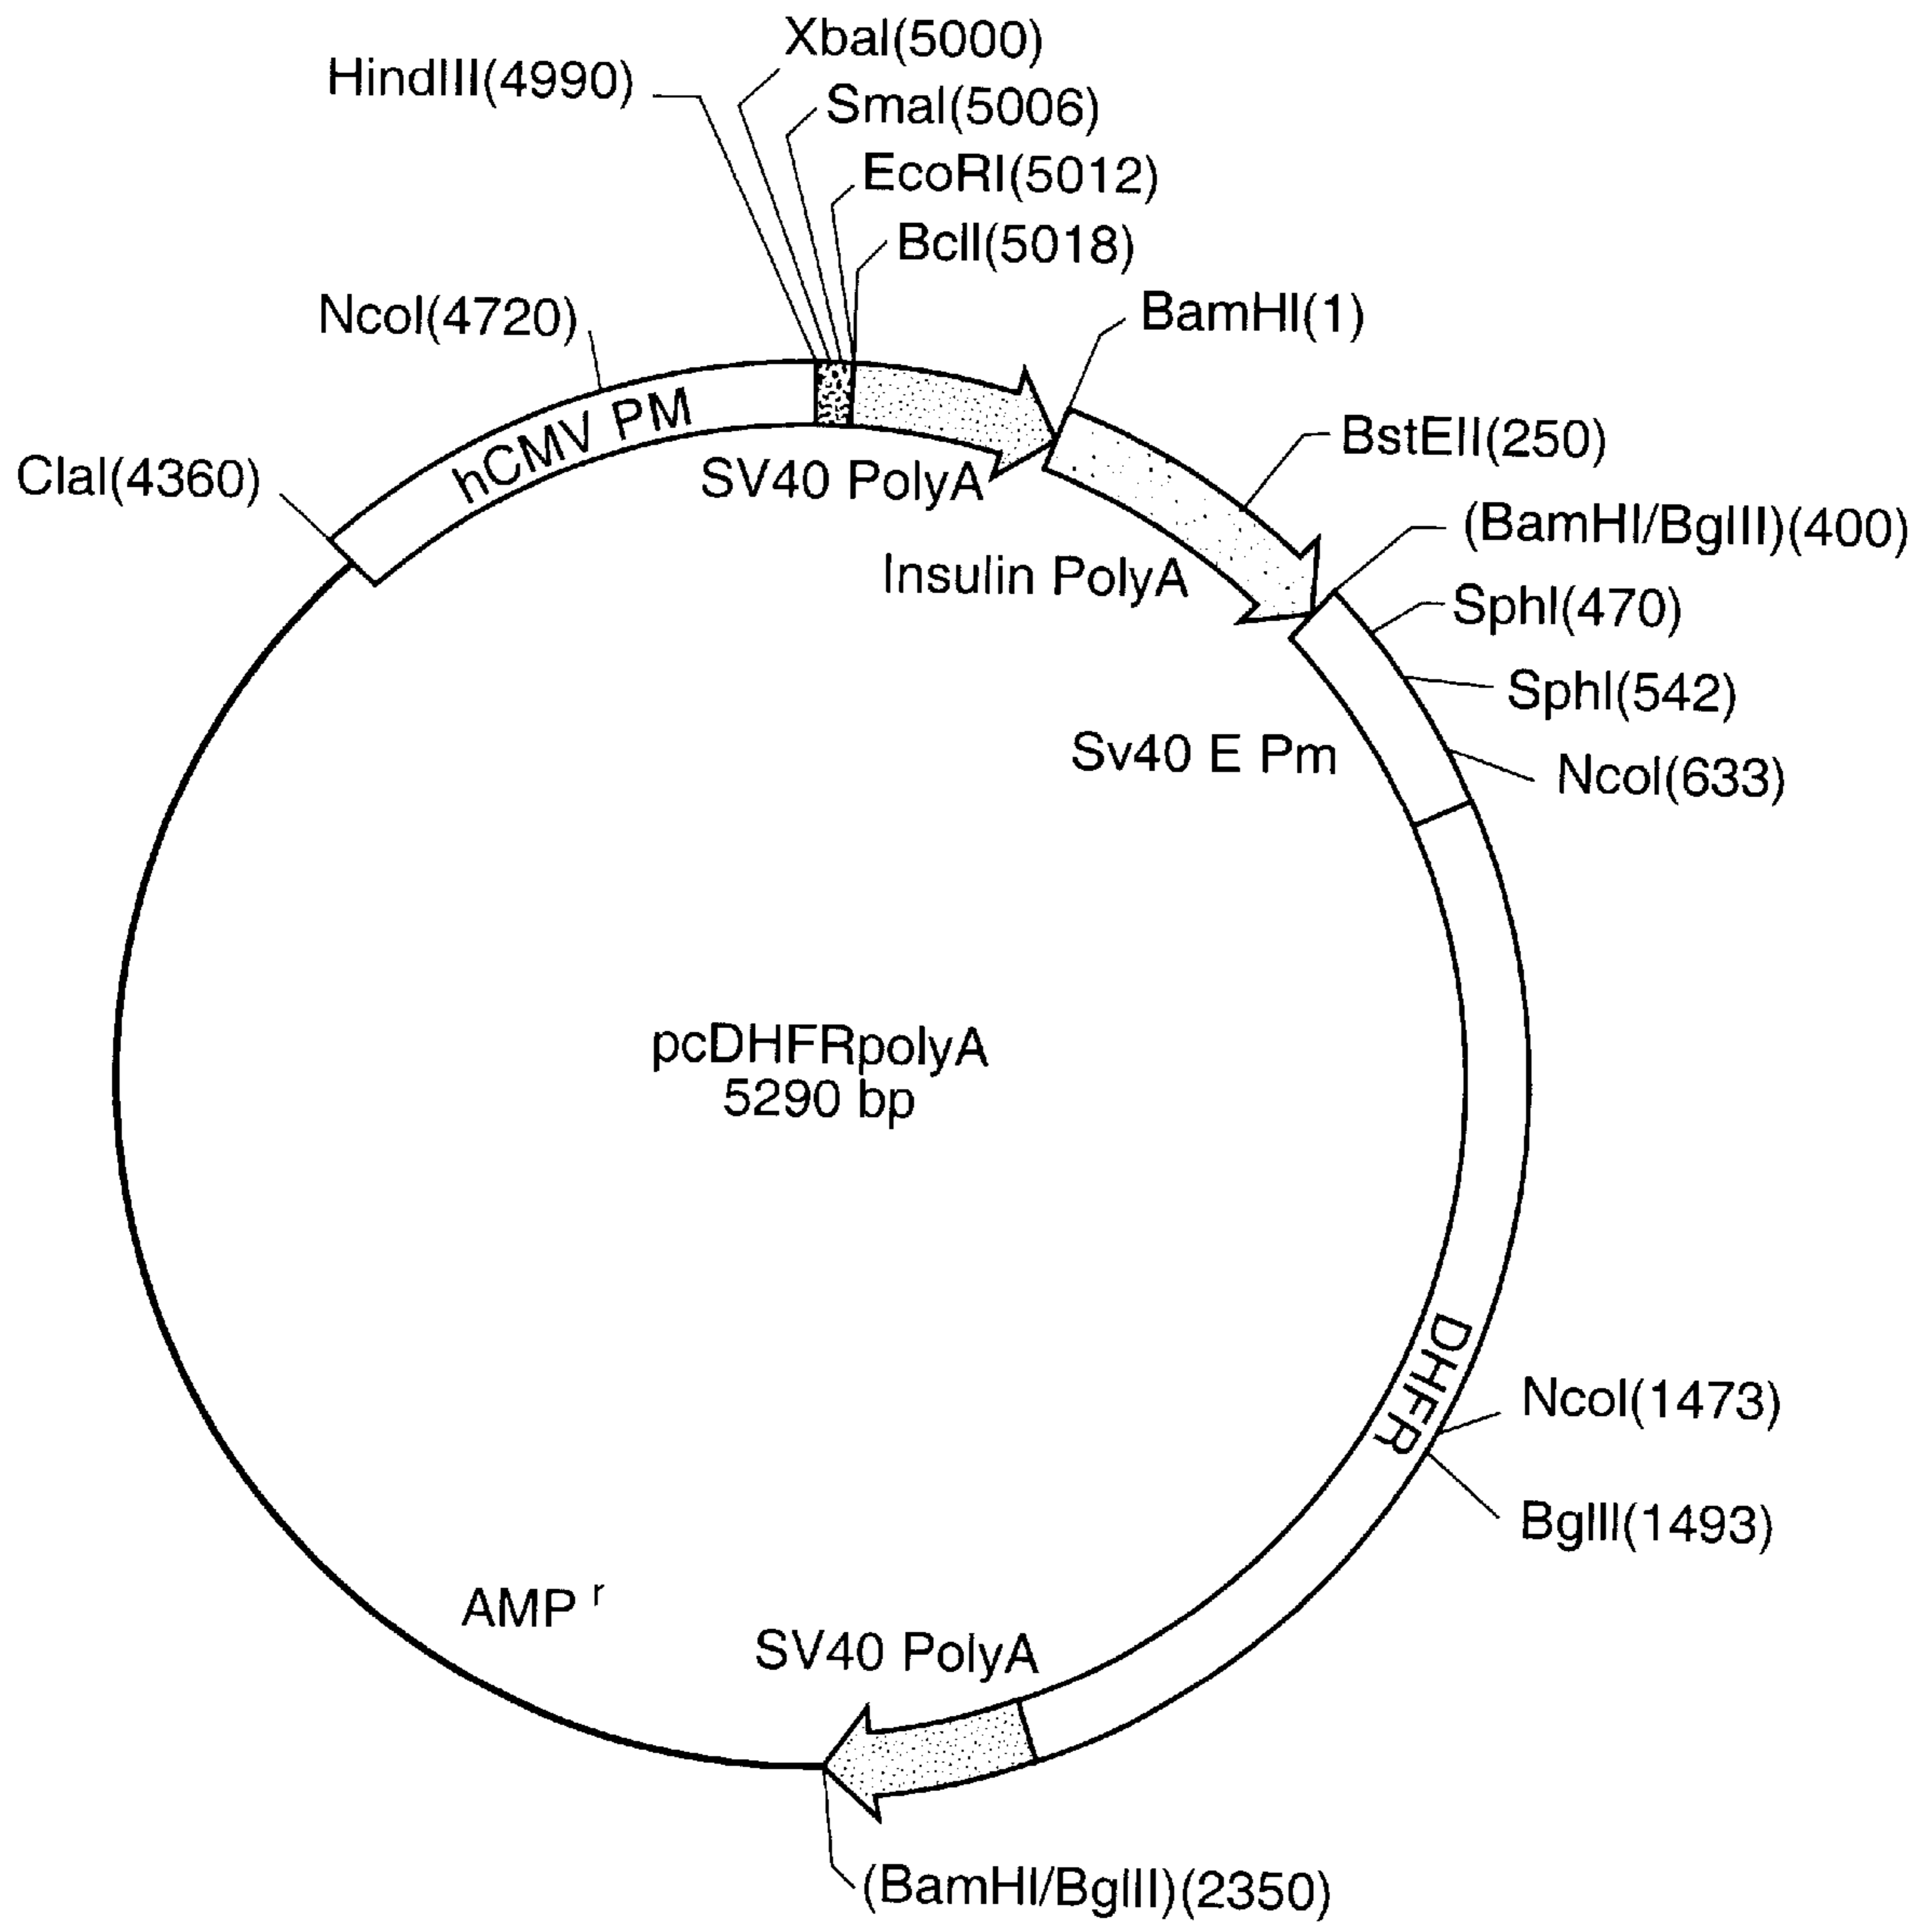 XbaI(5000)
HindIII(4990)
SmaI(5006)
EcoRI(5012)
BclI(5018)
NcoI(4720)
BamHI(1)
hCMV PM
BstEII(250)
ClaI(4360)
SV40 PolyA
(BamHI/BglII)(400)
Insulin PolyA
SphI(470)
SphI(542)
Sv40 E Pm
NcoI(633)
pcDHFRpolyA
5290 bp
DHFR
NcoI(1473)
BglII(1493)
AMP r
SV40 PolyA
(BamHI/BglII)(2350)